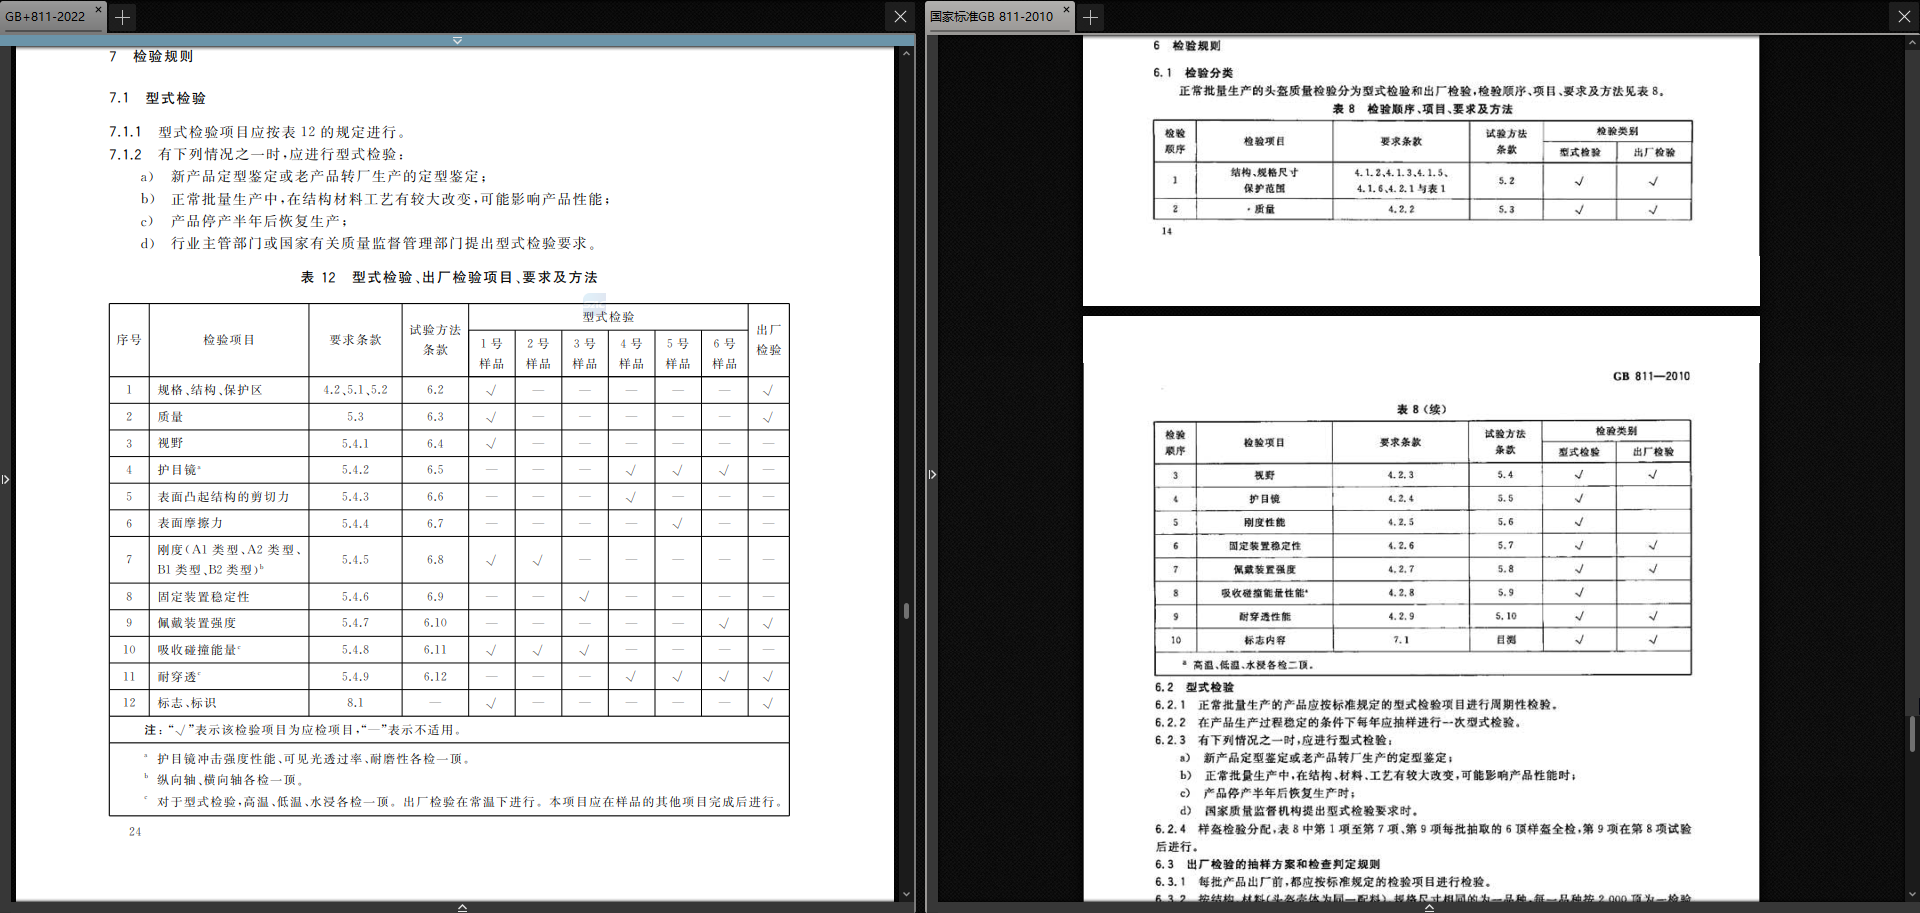 GB+811-2022
国家标准GB 811-2010
7 检验规则
7.1 型式检验
7.1.1 型式检验项目应按表 12 的规定进行。
7.1.2 有下列情况之一时,应进行型式检验:
a) 新产品定型鉴定或老产品转厂生产的定型鉴定;
b) 正常批量生产中,在结构材料工艺有较大改变,可能影响产品性能;
c) 产品停产半年后恢复生产;
d) 行业主管部门或国家有关质量监督管理部门提出型式检验要求。
表 12 型式检验、出厂检验项目、要求及方法
序号 检验项目 要求条款 试验方法条款 型式检验 出厂检验
1 号样品 2 号样品 3 号样品 4 号样品 5 号样品 6 号样品
1 规格、结构、保护区 4.2、5.1、5.2 6.2 √ — — — — — √
2 质量 5.3 6.3 √ — — — — — √
3 视野 5.4.1 6.4 √ — — — — — —
4 护目镜a 5.4.2 6.5 — — — √ √ √ —
5 表面凸起结构的剪切力 5.4.3 6.6 — — — √ — — —
6 表面摩擦力 5.4.4 6.7 — — — — √ — —
7 刚度(A1 类型、A2 类型、B1 类型、B2 类型)b 5.4.5 6.8 √ √ — — — — —
8 固定装置稳定性 5.4.6 6.9 — — √ — — — —
9 佩戴装置强度 5.4.7 6.10 — — — — — √ √
10 吸收碰撞能量c 5.4.8 6.11 √ √ √ — — — —
11 耐穿透c 5.4.9 6.12 — — — √ √ √ √
12 标志、标识 8.1 — √ — — — — — √
注:“√”表示该检验项目为应检项目,“—”表示不适用。
a 护目镜冲击强度性能、可见光透过率、耐磨性各检一顶。
b 纵向轴、横向轴各检一顶。
c 对于型式检验,高温、低温、水浸各检一顶。出厂检验在常温下进行。本项目应在样品的其他项目完成后进行。
24
6 检验规则
6.1 检验分类
正常批量生产的头盔质量检验分为型式检验和出厂检验,检验顺序、项目、要求及方法见表 8。
表 8 检验顺序、项目、要求及方法
检验顺序 检验项目 要求条款 试验方法条款 检验类别
型式检验 出厂检验
1 结构、规格尺寸保护范围 4.1.2、4.1.3、4.1.5、4.1.6、4.2.1 与表 1 5.2 √ √
2 质量 4.2.2 5.3 √ √
14
GB 811—2010
表 8(续)
检验顺序 检验项目 要求条款 试验方法条款 检验类别
型式检验 出厂检验
3 视野 4.2.3 5.4 √ √
4 护目镜 4.2.4 5.5 √
5 刚度性能 4.2.5 5.6 √
6 固定装置稳定性 4.2.6 5.7 √ √
7 佩戴装置强度 4.2.7 5.8 √ √
8 吸收碰撞能量性能a 4.2.8 5.9 √
9 耐穿透性能 4.2.9 5.10 √ √
10 标志内容 7.1 目测 √ √
a 高温、低温、水浸各检二顶。
6.2 型式检验
6.2.1 正常批量生产的产品应按标准规定的型式检验项目进行周期性检验。
6.2.2 在产品生产过程稳定的条件下每年应抽样进行一次型式检验。
6.2.3 有下列情况之一时,应进行型式检验:
a) 新产品定型鉴定或老产品转厂生产的定型鉴定;
b) 正常批量生产中,在结构、材料、工艺有较大改变,可能影响产品性能时;
c) 产品停产半年后恢复生产时;
d) 国家质量监督机构提出型式检验要求时。
6.2.4 样盔检验分配,表 8 中第 1 项至第 7 项、第 9 项每批抽取的 6 顶样盔全检,第 9 项在第 8 项试验
后进行。
6.3 出厂检验的抽样方案和检查判定规则
6.3.1 每批产品出厂前,都应按标准规定的检验项目进行检验。
6.3.2 按结构、材料(头盔壳体为同一配料)、规格尺寸相同的为一品种,每一品种按 2 000 顶为一检验